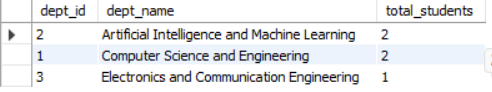 dept_id dept_name total_students
2 Artificial Intelligence and Machine Learning 2
1 Computer Science and Engineering 2
3 Electronics and Communication Engineering 1